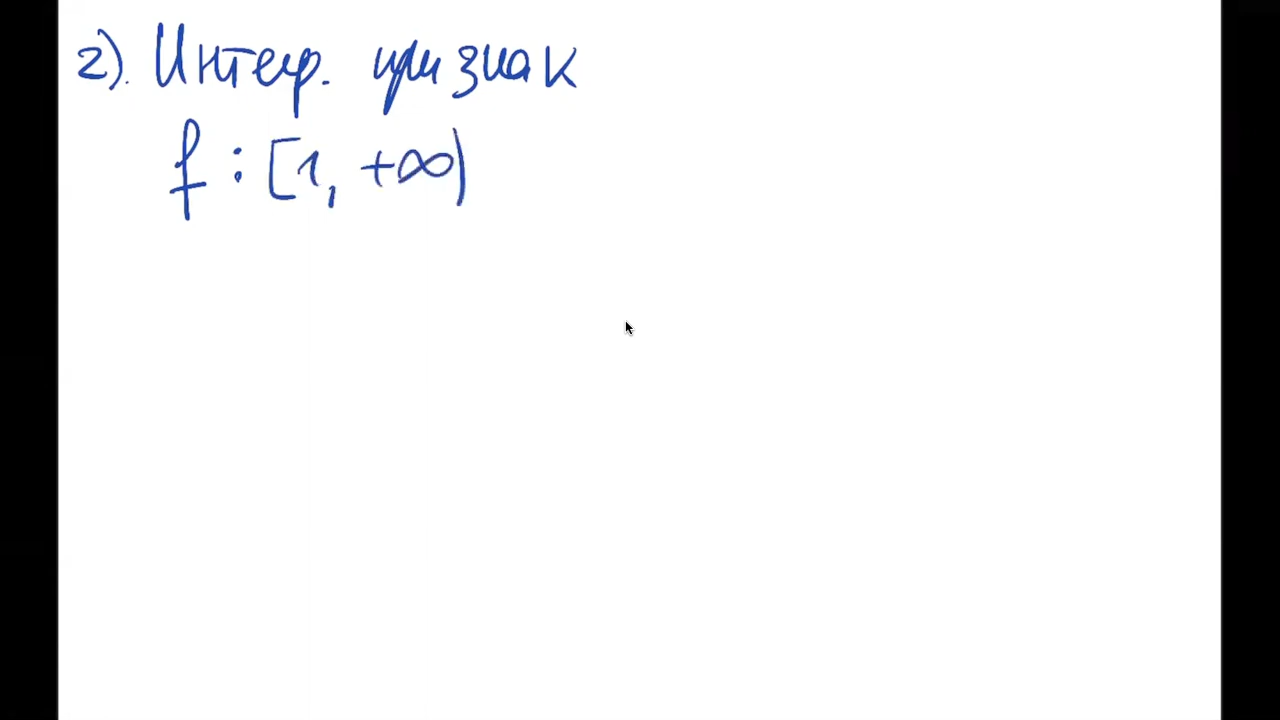 2). Интегр. признак
f : [1, +∞)